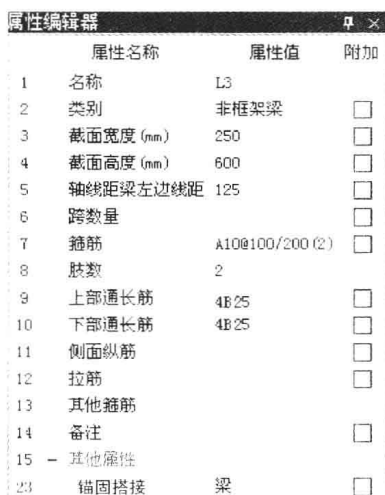 属性编辑器
属性名称 属性值 附加
1 名称 L3
2 类别 非框架梁
3 截面宽度(mm) 250
4 截面高度(mm) 600
5 轴线距梁左边线距 125
6 跨数量
7 箍筋 A10@100/200(2)
8 肢数 2
9 上部通长筋 4B25
10 下部通长筋 4B25
11 侧面纵筋
12 拉筋
13 其他箍筋
14 备注
15 - 其他属性
23 锚固搭接 梁